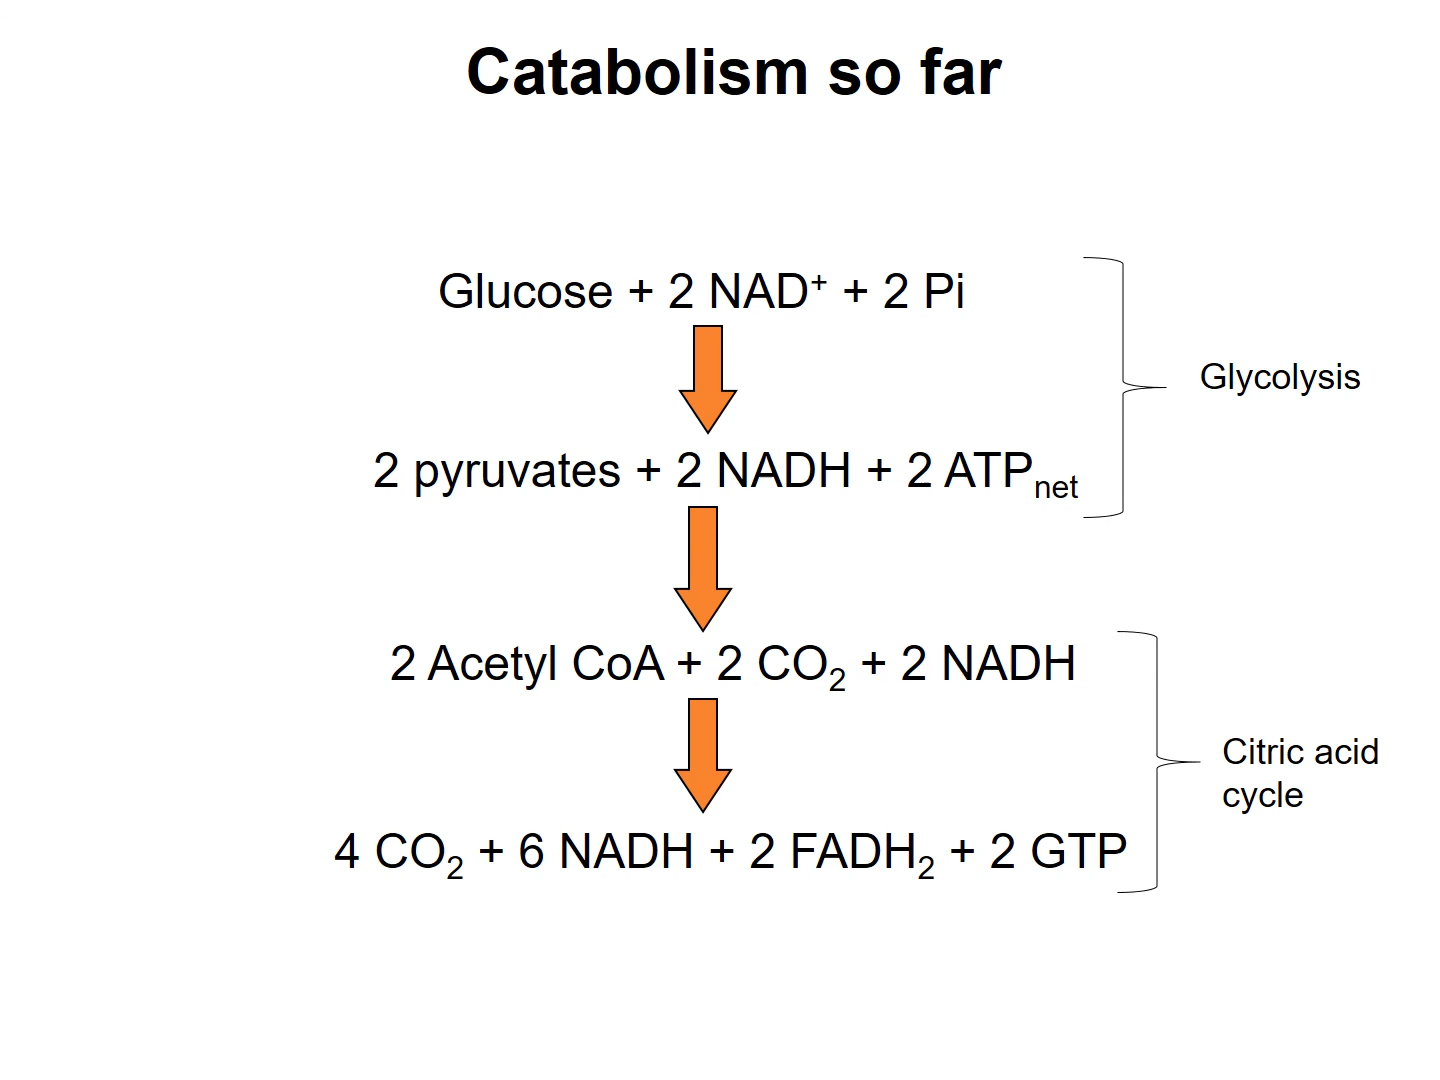 Catabolism so far
Glucose + 2 NAD⁺ + 2 Pi
Glycolysis
2 pyruvates + 2 NADH + 2 ATPnet
2 Acetyl CoA + 2 CO₂ + 2 NADH
Citric acid
cycle
4 CO₂ + 6 NADH + 2 FADH₂ + 2 GTP